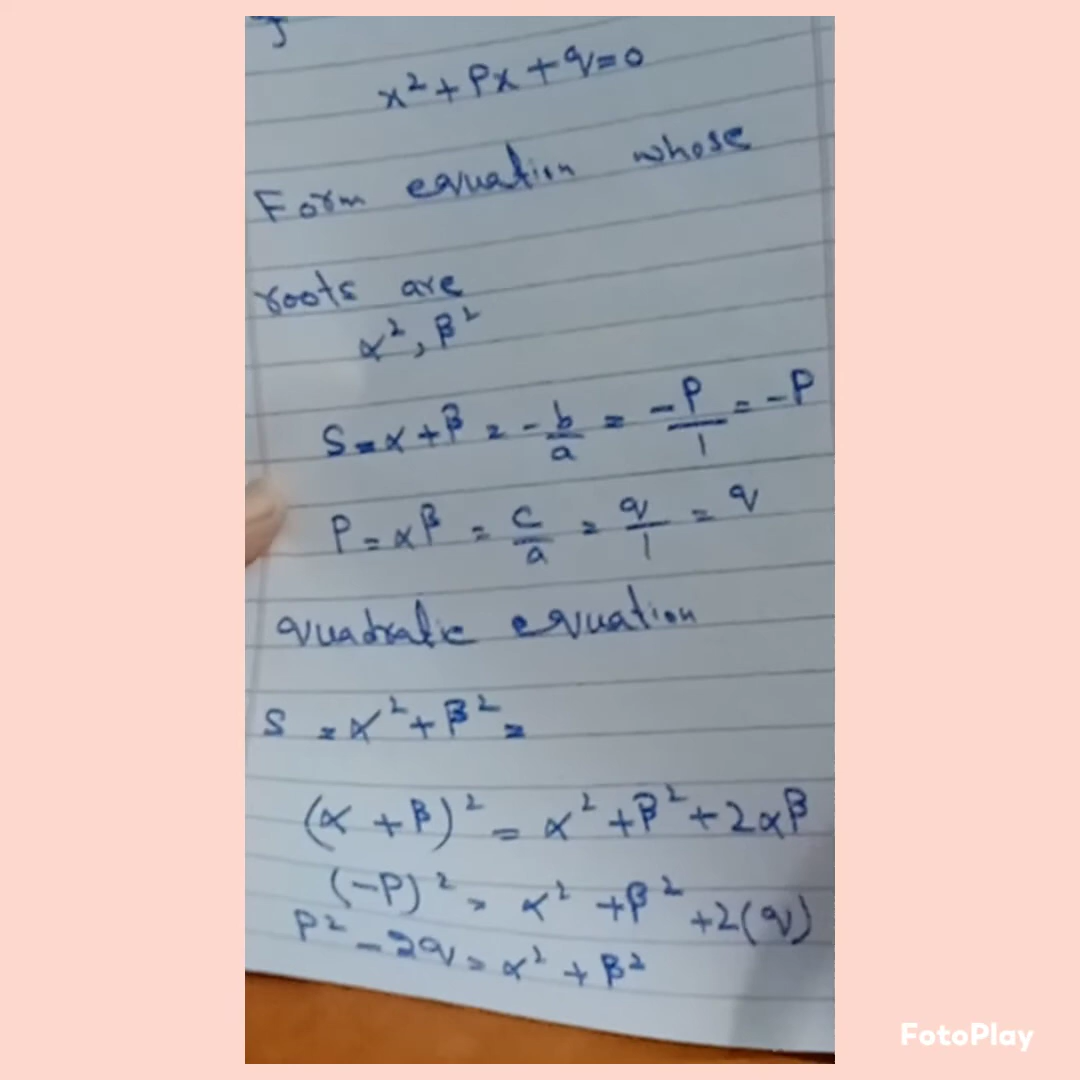 x² + Px + q = 0
Form equation whose
roots are
α², β²
S = α + β = - b/a = -P/1 = -P
P = αβ = c/a = q/1 = q
quadratic equation
S = α² + β² =
(α + β)² = α² + β² + 2αβ
(-P)² = α² + β² + 2(q)
P² - 2q = α² + β²
FotoPlay